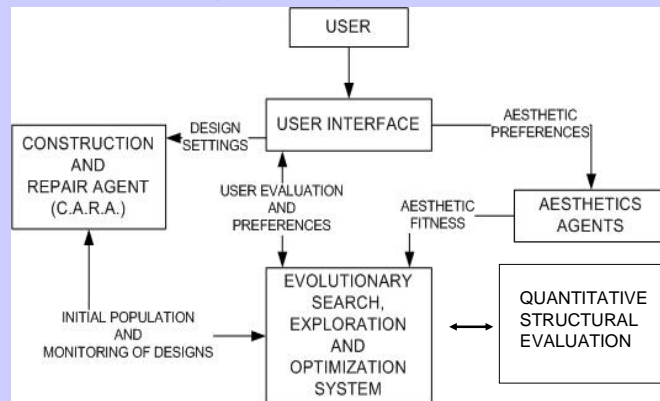 USER
USER INTERFACE
DESIGN
SETTINGS
AESTHETIC
PREFERENCES
CONSTRUCTION
AND
REPAIR AGENT
(C.A.R.A.)
USER EVALUATION
AND
PREFERENCES
AESTHETIC
FITNESS
AESTHETICS
AGENTS
INITIAL POPULATION
AND
MONITORING OF DESIGNS
EVOLUTIONARY
SEARCH,
EXPLORATION
AND
OPTIMIZATION
SYSTEM
QUANTITATIVE
STRUCTURAL
EVALUATION